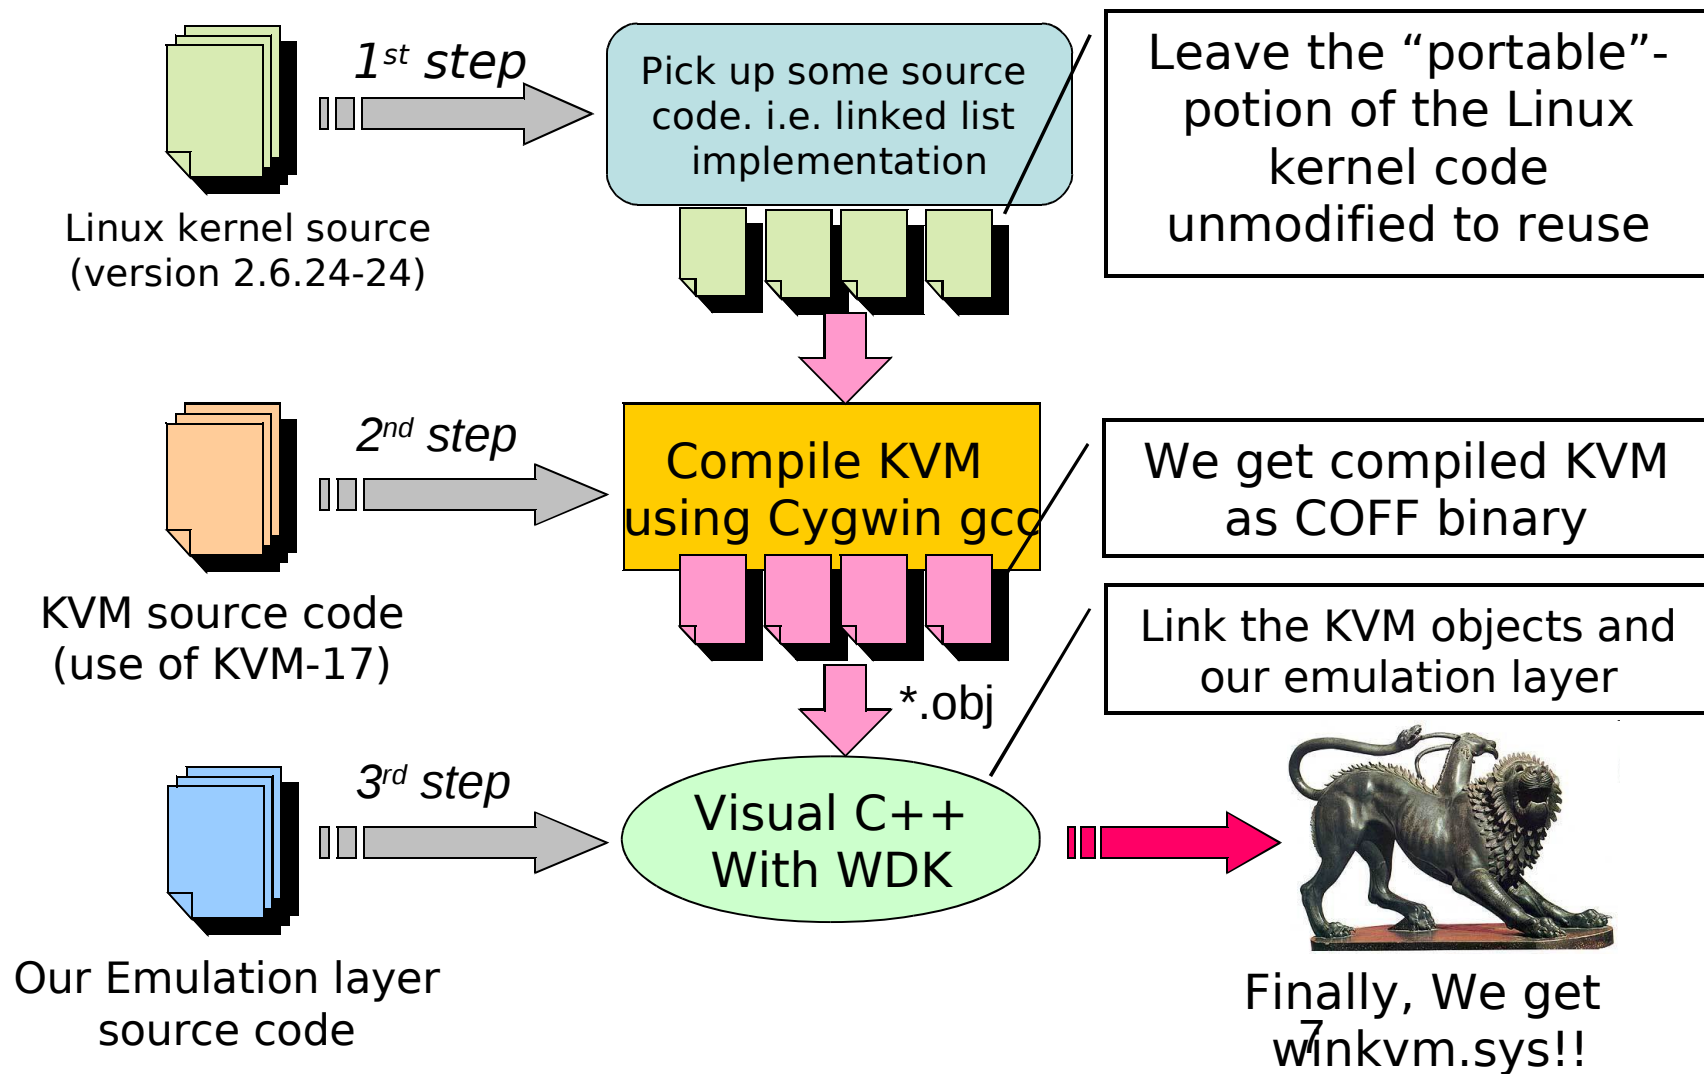 1st step
Pick up some source
code. i.e. linked list
implementation
Leave the “portable”-
potion of the Linux
kernel code
unmodified to reuse
Linux kernel source
(version 2.6.24-24)
2nd step
Compile KVM
using Cygwin gcc
We get compiled KVM
as COFF binary
KVM source code
(use of KVM-17)
*.obj
Link the KVM objects and
our emulation layer
3rd step
Visual C++
With WDK
Our Emulation layer
source code
Finally, We get
winkvm.sys!!
7